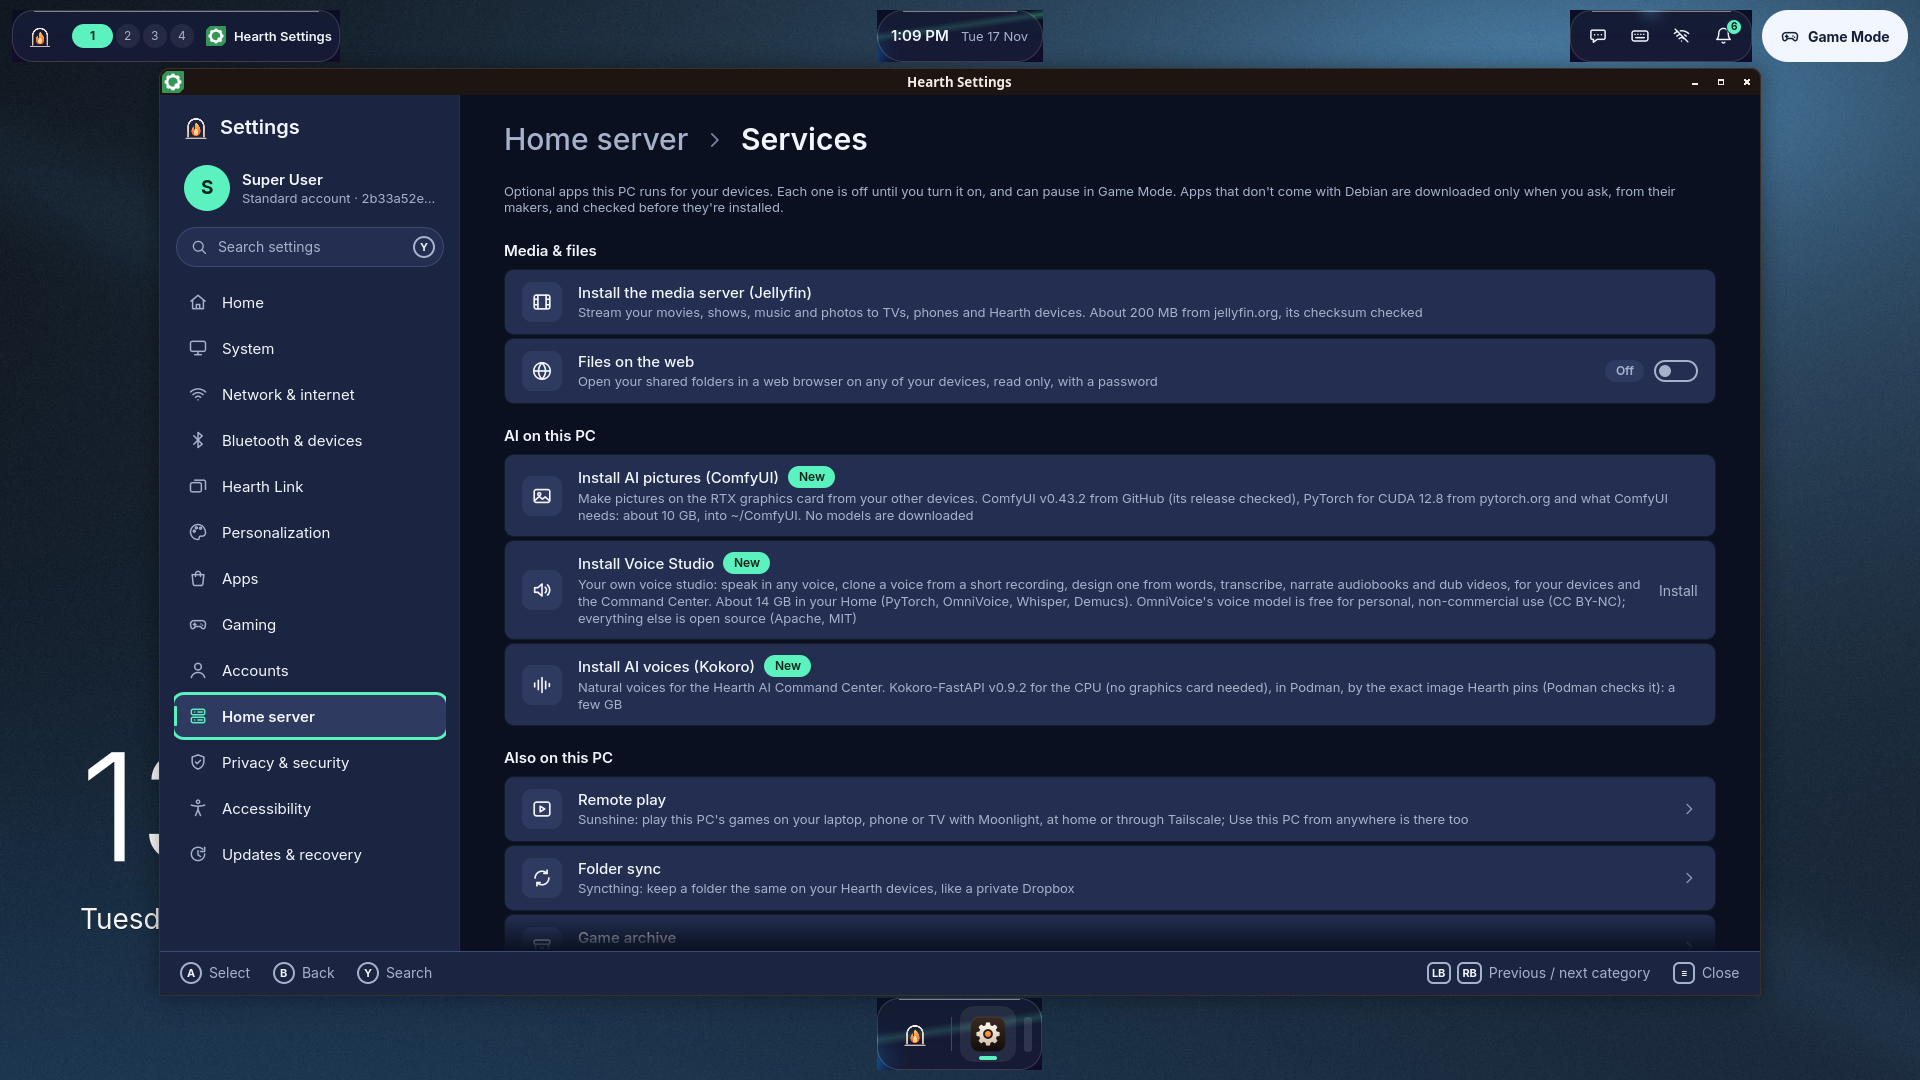 1 2 3 4 Hearth Settings
1:09 PM Tue 17 Nov
6
Game Mode
Hearth Settings
Settings
S
Super User
Standard account · 2b33a52e...
Search settings Y
Home
System
Network & internet
Bluetooth & devices
Hearth Link
Personalization
Apps
Gaming
Accounts
Home server
Privacy & security
Accessibility
Updates & recovery
Home server > Services
Optional apps this PC runs for your devices. Each one is off until you turn it on, and can pause in Game Mode. Apps that don't come with Debian are downloaded only when you ask, from their
makers, and checked before they're installed.
Media & files
Install the media server (Jellyfin)
Stream your movies, shows, music and photos to TVs, phones and Hearth devices. About 200 MB from jellyfin.org, its checksum checked
Files on the web
Open your shared folders in a web browser on any of your devices, read only, with a password
Off
AI on this PC
Install AI pictures (ComfyUI) New
Make pictures on the RTX graphics card from your other devices. ComfyUI v0.43.2 from GitHub (its release checked), PyTorch for CUDA 12.8 from pytorch.org and what ComfyUI
needs: about 10 GB, into ~/ComfyUI. No models are downloaded
Install Voice Studio New
Your own voice studio: speak in any voice, clone a voice from a short recording, design one from words, transcribe, narrate audiobooks and dub videos, for your devices and
the Command Center. About 14 GB in your Home (PyTorch, OmniVoice, Whisper, Demucs). OmniVoice's voice model is free for personal, non-commercial use (CC BY-NC);
everything else is open source (Apache, MIT)
Install
Install AI voices (Kokoro) New
Natural voices for the Hearth AI Command Center. Kokoro-FastAPI v0.9.2 for the CPU (no graphics card needed), in Podman, by the exact image Hearth pins (Podman checks it): a
few GB
Also on this PC
Remote play
Sunshine: play this PC's games on your laptop, phone or TV with Moonlight, at home or through Tailscale; Use this PC from anywhere is there too
Folder sync
Syncthing: keep a folder the same on your Hearth devices, like a private Dropbox
Game archive
Tuesd
A Select B Back Y Search
LB RB Previous / next category ≡ Close